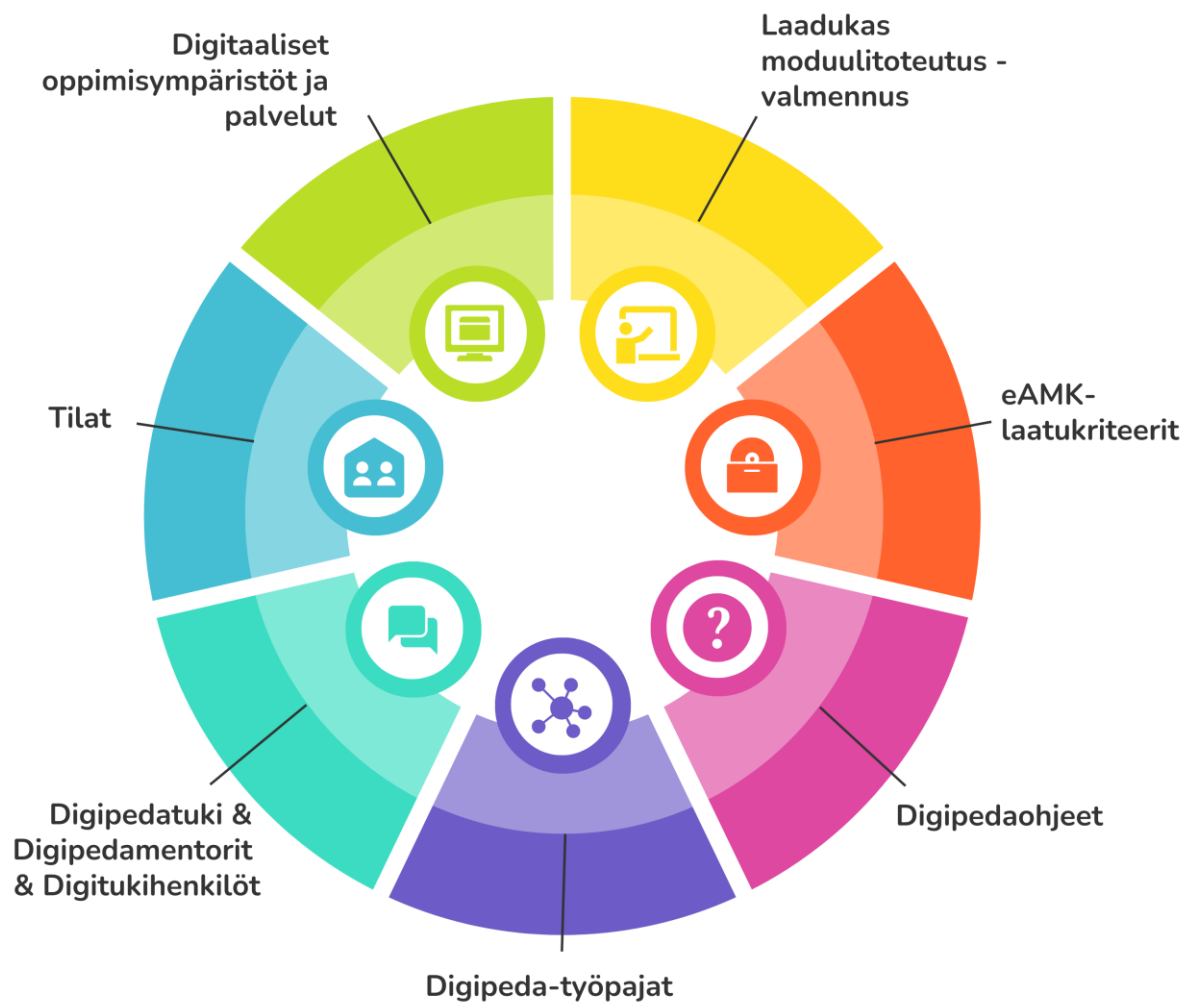 Digitaaliset
oppimisympäristöt ja
palvelut
Laadukas
moduulitoteutus -
valmennus
eAMK-
laatukriteerit
Digipedaohjeet
Digipeda-työpajat
Digipedatuki &
Digipedamentorit
& Digitukihenkilöt
Tilat
?